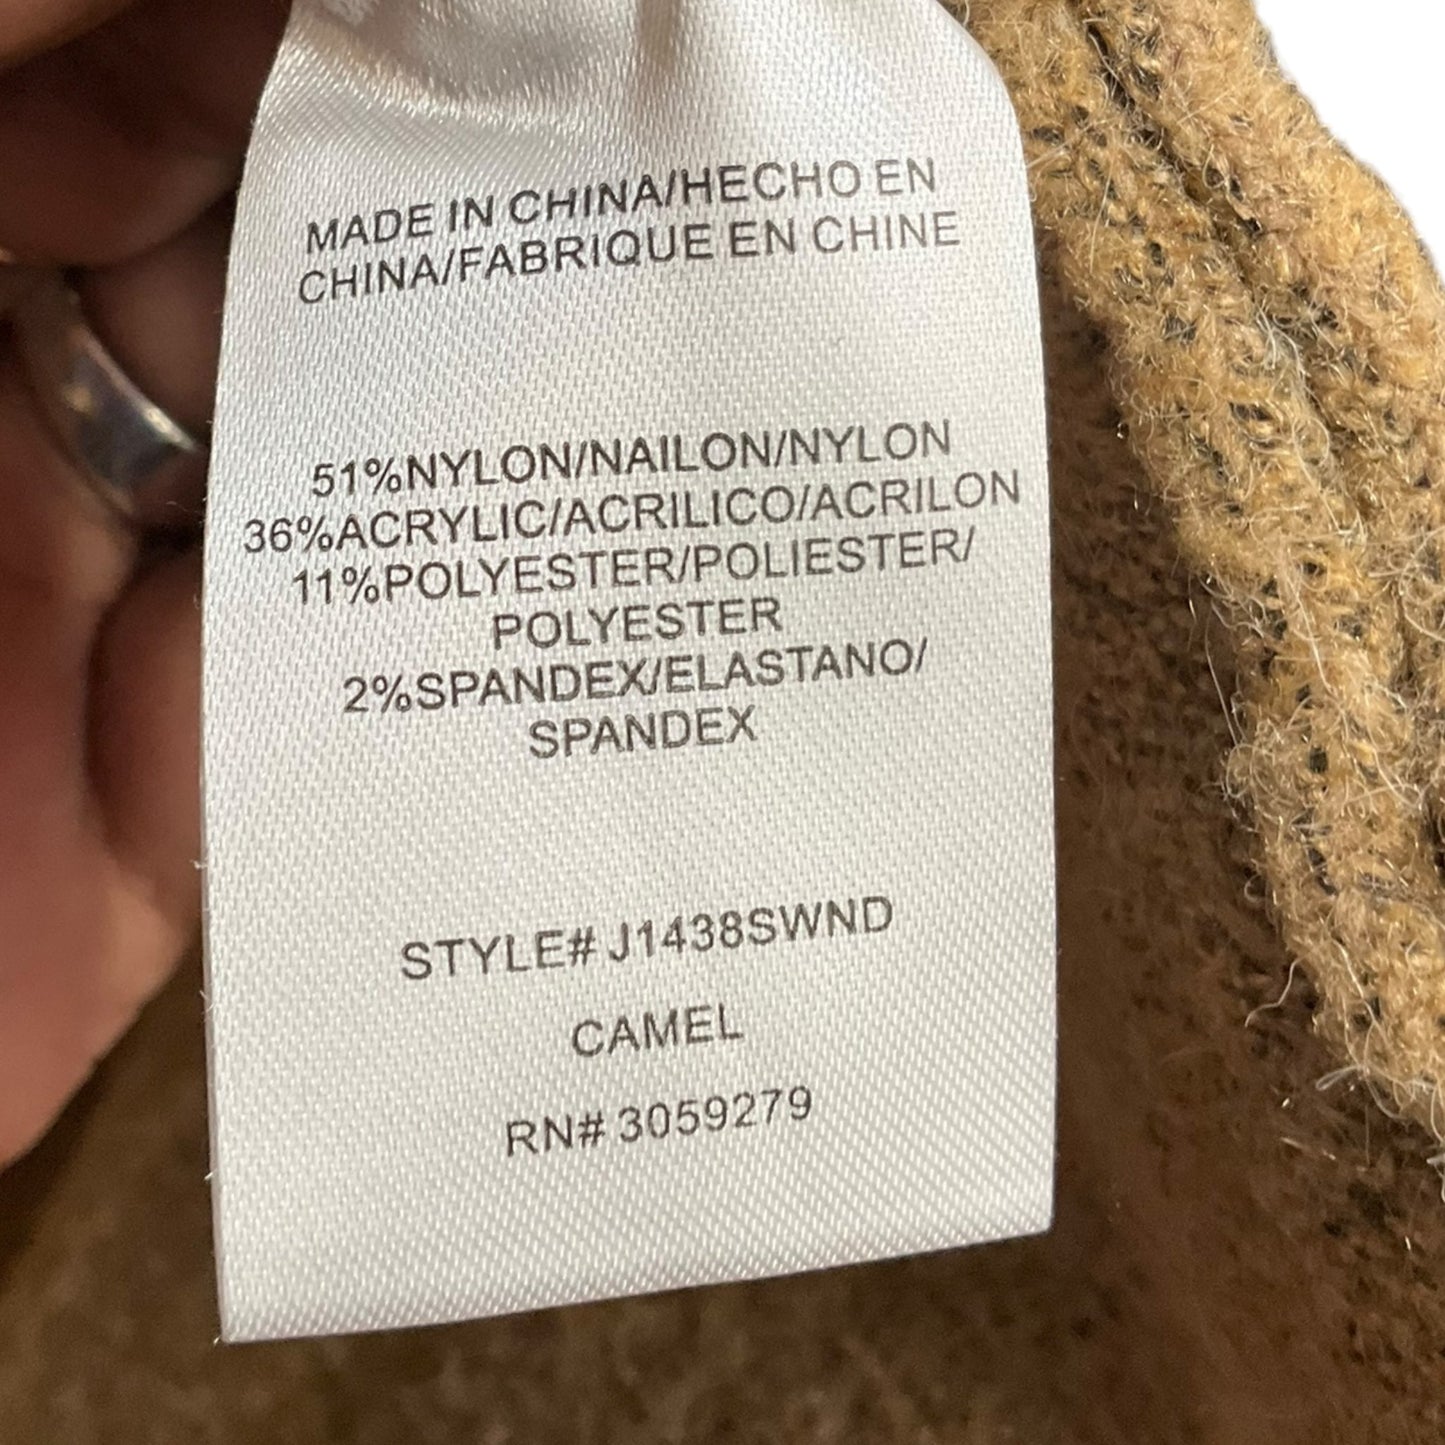 MADE IN CHINA/HECHO EN
CHINA/FABRIQUE EN CHINE
51%NYLON/NAILON/NYLON
36%ACRYLIC/ACRILICO/ACRILON
11%POLYESTER/POLIESTER/
POLYESTER
2%SPANDEX/ELASTANO/
SPANDEX
STYLE# J1438SWND
CAMEL
RN# 3059279